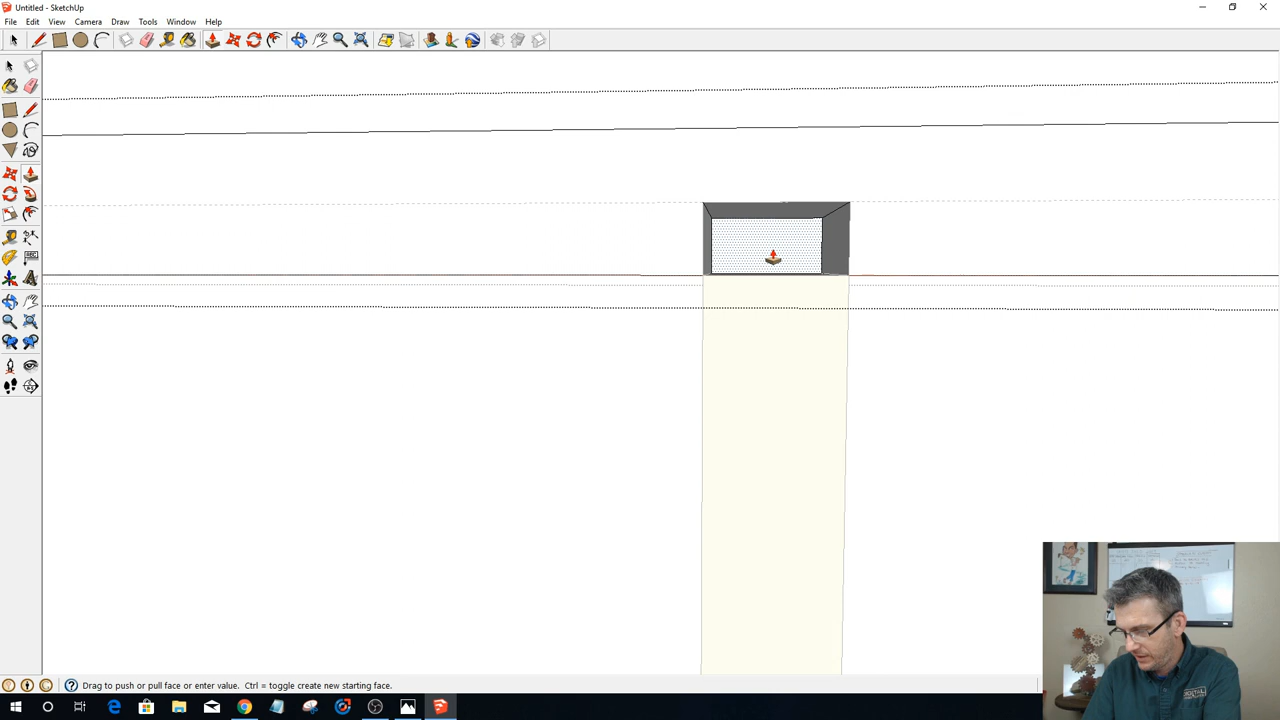 Untitled - SketchUp
File Edit View Camera Draw Tools Window Help
ABC
Drag to push or pull face or enter value. Ctrl = toggle create new starting face.